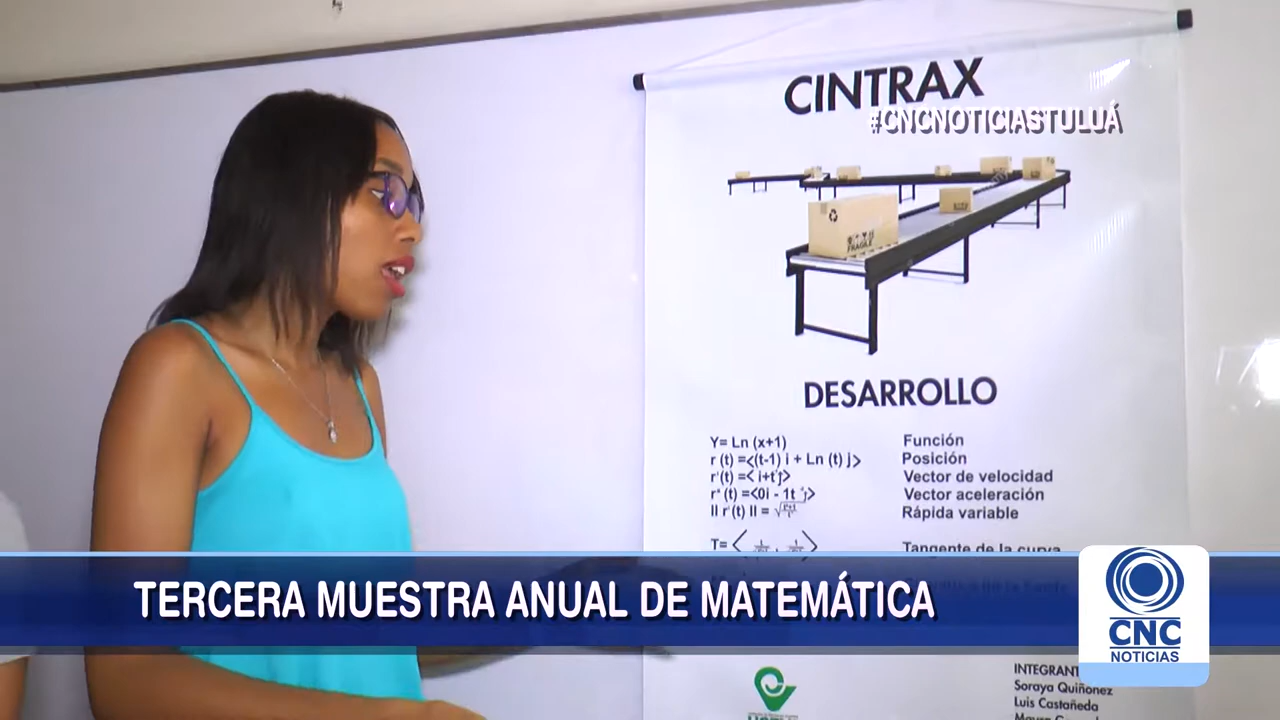 CINTRAX
#CNCNOTICIASTULUÁ
FRAGILE
DESARROLLO
Y= Ln (x+1) Función
r (t) =<(t-1) i + Ln (t) j> Posición
Vector de velocidad
Vector aceleración
Rápida variable
T= Tangente de la curva
TERCERA MUESTRA ANUAL DE MATEMÁTICA
CNC
NOTICIAS
Soraya Quiñonez
Luis Castañeda